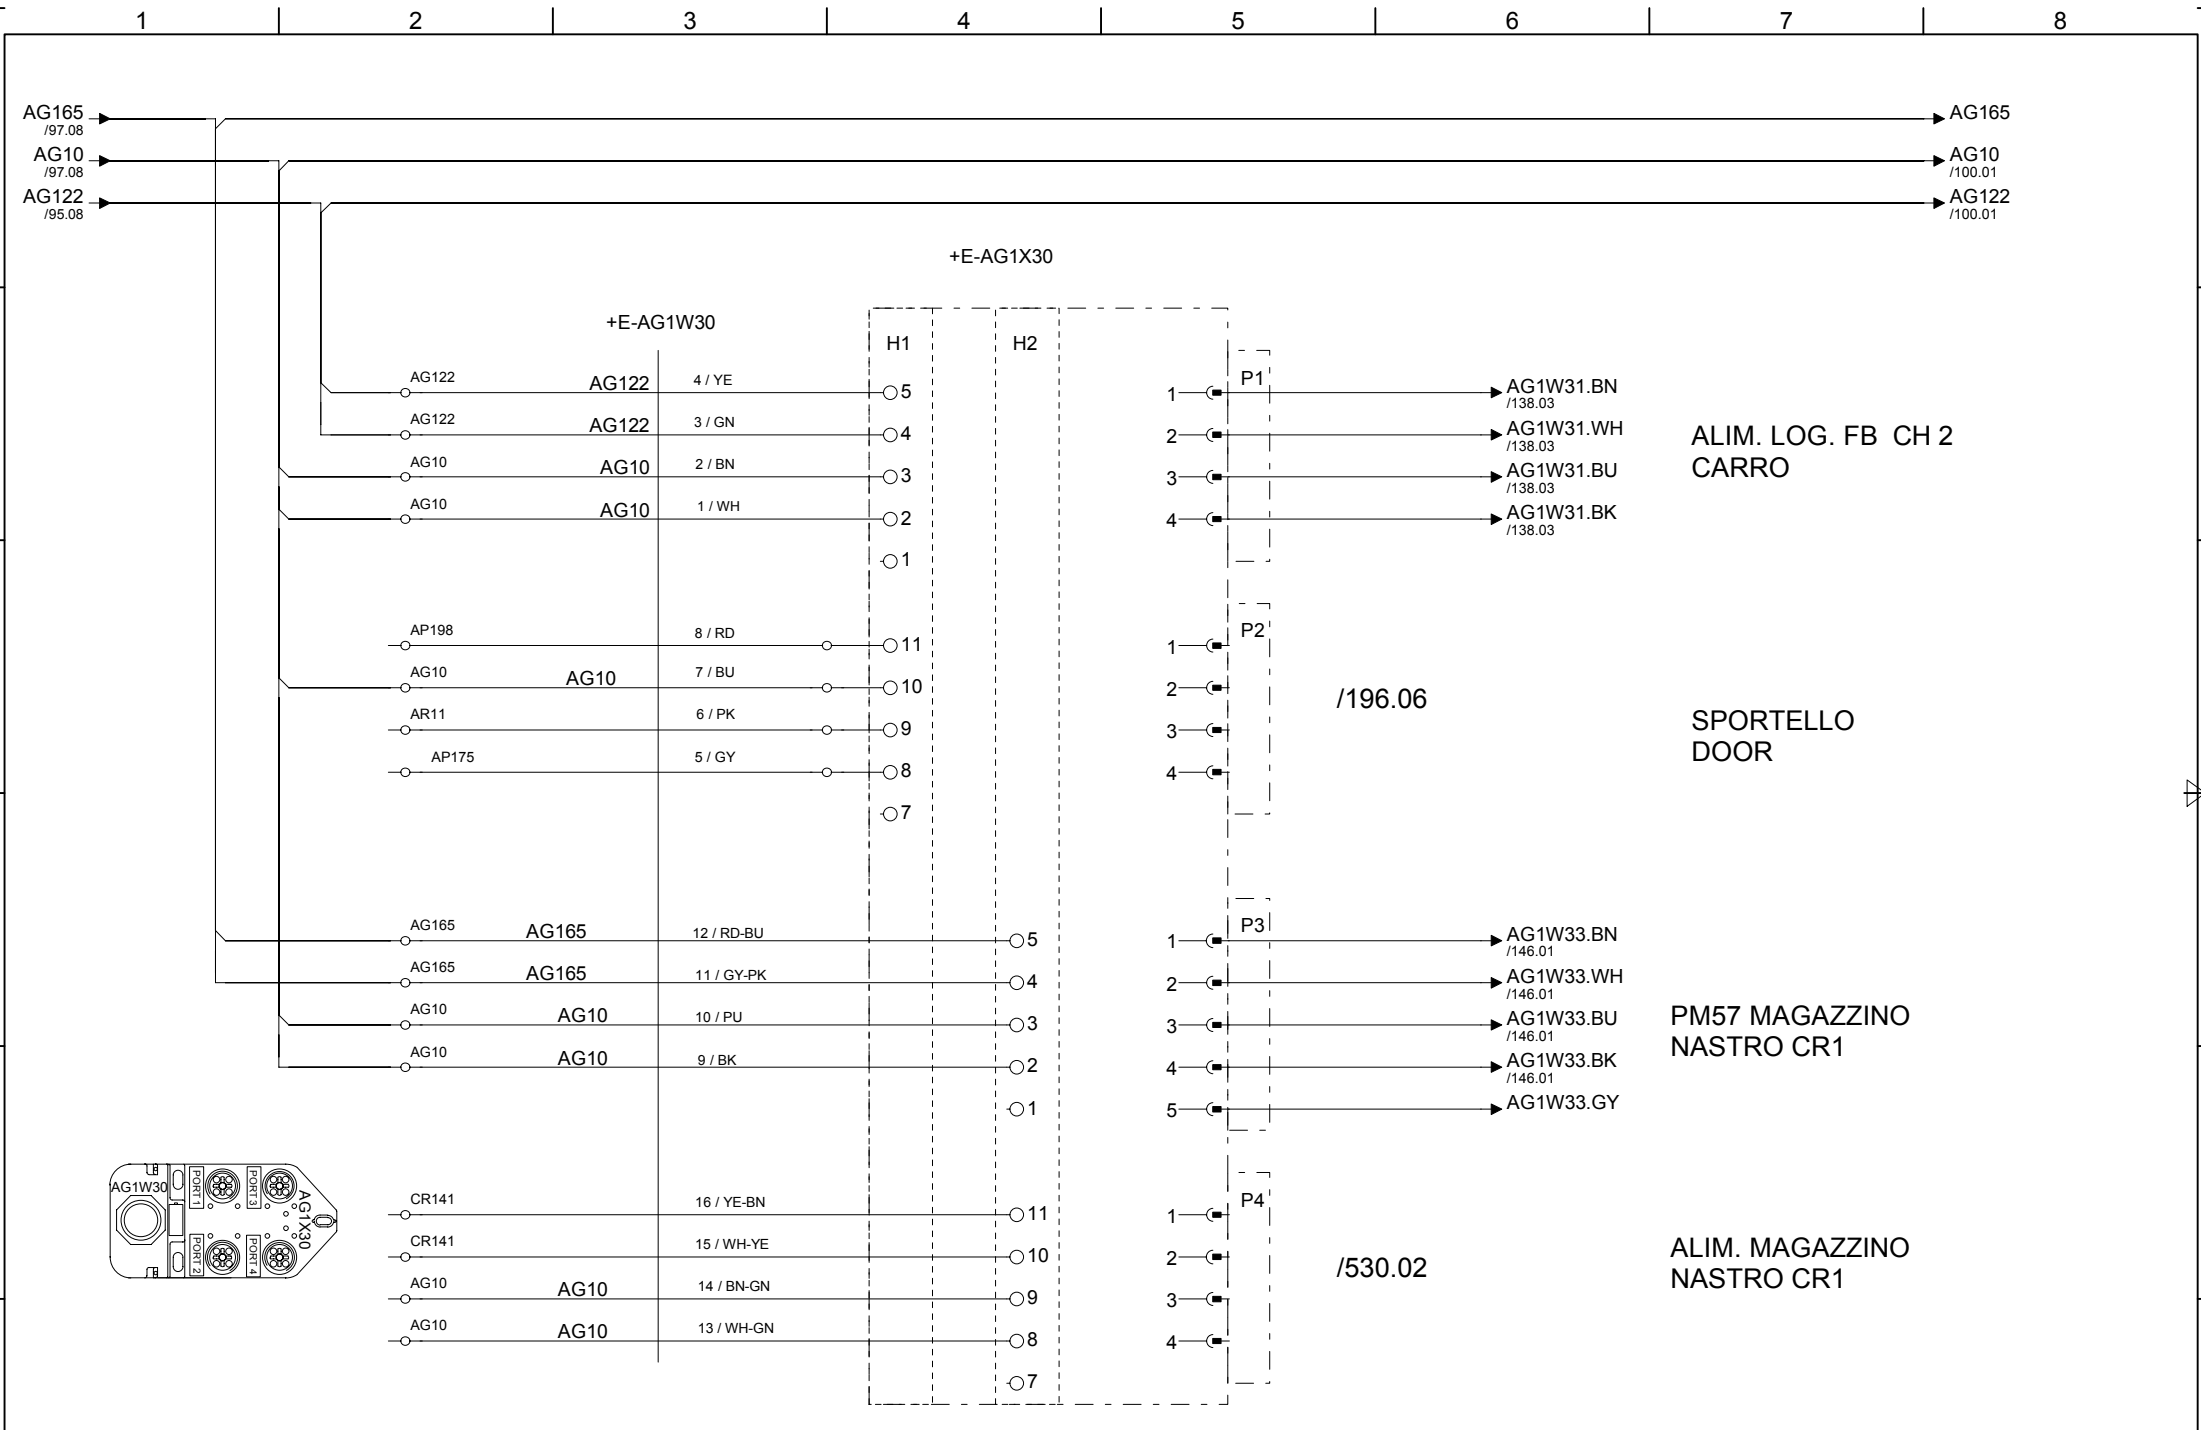 1 2 3 4 5 6 7 8
AG165 AG165
/97.08
AG10 AG10
/97.08 /100.01
AG122 AG122
/95.08 /100.01
+E-AG1X30
+E-AG1W30
H1 H2
AG122 AG122 4 / YE 5 1 P1 AG1W31.BN
/138.03
AG122 AG122 3 / GN 4 2 AG1W31.WH
/138.03
ALIM. LOG. FB CH 2
CARRO
AG10 AG10 2 / BN 3 3 AG1W31.BU
/138.03
AG10 AG10 1 / WH 2 4 AG1W31.BK
/138.03
1
AP198 8 / RD 11 1 P2
AG10 AG10 7 / BU 10 2
/196.06
AR11 6 / PK 9 3
SPORTELLO
DOOR
AP175 5 / GY 8 4
7
AG165 AG165 12 / RD-BU 5 1 P3 AG1W33.BN
/146.01
AG165 AG165 11 / GY-PK 4 2 AG1W33.WH
/146.01
AG10 AG10 10 / PU 3 3 AG1W33.BU
/146.01
PM57 MAGAZZINO
NASTRO CR1
AG10 AG10 9 / BK 2 4 AG1W33.BK
/146.01
1 5 AG1W33.GY
AG1W30
PORT 1
PORT 3
PORT 2
PORT 4
AG1X30
CR141 16 / YE-BN 11 1 P4
CR141 15 / WH-YE 10 2
/530.02
ALIM. MAGAZZINO
NASTRO CR1
AG10 AG10 14 / BN-GN 9 3
AG10 AG10 13 / WH-GN 8 4
7